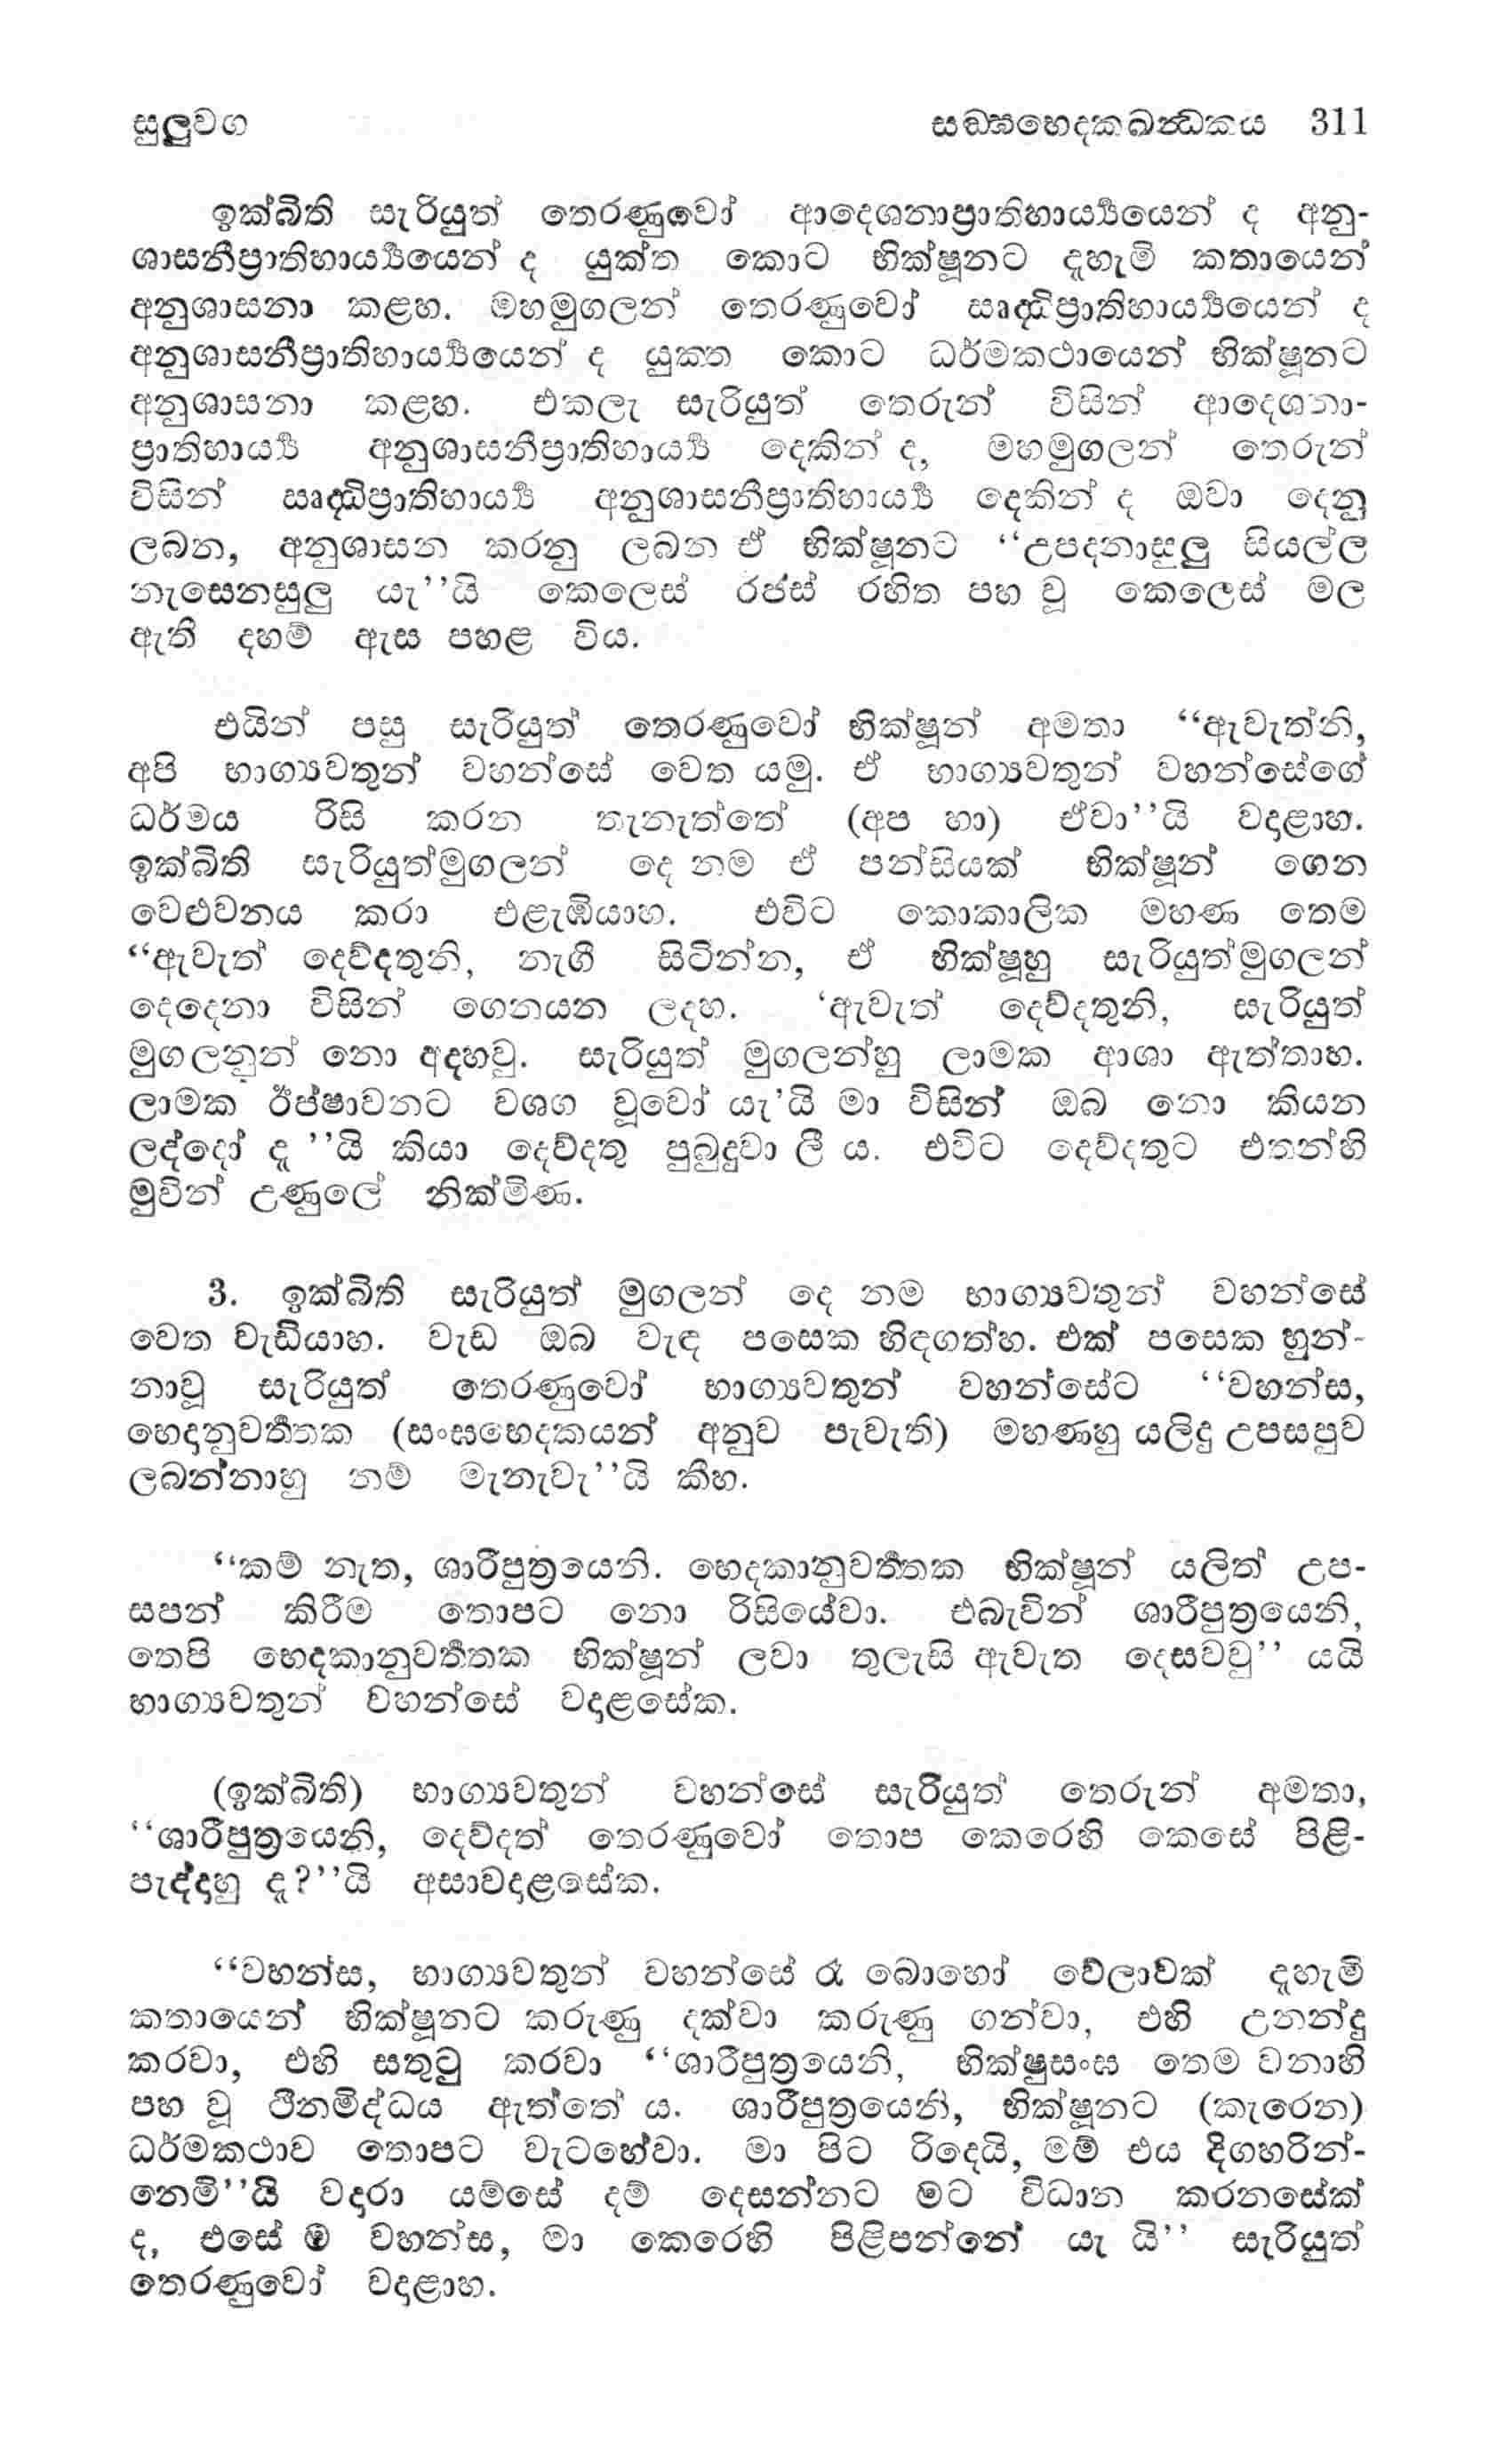 සුලුවග සඞ්ඝභෙදකඛන්ධකය 311
ඉක්බිති සැරියුත් තෙරණුවෝ ආදෙශනාප්‍රාතිහාර්‍ය්‍යයෙන් ද අනු-
ශාසනීප්‍රාතිහාර්‍ය්‍යයෙන් ද යුක්ත කොට භික්ෂූනට දැහැමි කතායෙන්
අනුශාසනා කළහ. මහමුගලන් තෙරණුවෝ ඍද්ධිප්‍රාතිහාර්‍ය්‍යයෙන් ද
අනුශාසනීප්‍රාතිහාර්‍ය්‍යයෙන් ද යුක්ත කොට ධර්මකථායෙන් භික්ෂූනට
අනුශාසනා කළහ. එකලැ සැරියුත් තෙරුන් විසින් ආදෙශනා-
ප්‍රාතිහාර්‍ය්‍ය අනුශාසනීප්‍රාතිහාර්‍ය්‍ය දෙකින් ද, මහමුගලන් තෙරුන්
විසින් ඍද්ධිප්‍රාතිහාර්‍ය්‍ය අනුශාසනීප්‍රාතිහාර්‍ය්‍ය දෙකින් ද ඔවා දෙනු
ලබන, අනුශාසන කරනු ලබන ඒ භික්ෂූනට “උපදනාසුලු සියල්ල
නැසෙනසුලු යැ”යි කෙලෙස් රජස් රහිත පහ වූ කෙලෙස් මල
ඇති දහම් ඇස පහළ විය.
එයින් පසු සැරියුත් තෙරණුවෝ භික්ෂූන් අමතා “ඇවැත්නි,
අපි භාග්‍යවතුන් වහන්සේ වෙත යමු. ඒ භාග්‍යවතුන් වහන්සේගේ
ධර්මය රිසි කරන තැනැත්තේ (අප හා) ඒවා”යි වදාළාහ.
ඉක්බිති සැරියුත්මුගලන් දෙ නම ඒ පන්සියක් භික්ෂූන් ගෙන
වෙළුවනය කරා එළැඹියාහ. එවිට කොකාලික මහණ තෙම
“ඇවැත් දෙව්දතුනි, නැගී සිටින්න, ඒ භික්ෂූහු සැරියුත්මුගලන්
දෙදෙනා විසින් ගෙනයන ලදහ. ‘ඇවැත් දෙව්දතුනි, සැරියුත්
මුගලනුන් නො අදහවු. සැරියුත් මුගලන්හු ලාමක ආශා ඇත්තාහ.
ලාමක ඊප්ෂාවනට වශග වූවෝ යැ’යි මා විසින් ඔබ නො කියන
ලද්දෝ දැ ”යි කියා දෙව්දතු පුබුදුවා ලී ය. එවිට දෙව්දතුට එතන්හි
මුවින් උණුලේ නික්මිණ.
3. ඉක්බිති සැරියුත් මුගලන් දෙ නම භාග්‍යවතුන් වහන්සේ
වෙත වැඩියාහ. වැඩ ඔබ වැඳ පසෙක හිඳගත්හ. එක් පසෙක හුන්-
නාවූ සැරියුත් තෙරණුවෝ භාග්‍යවතුන් වහන්සේට “වහන්ස,
භෙදානුවර්තක (සංඝභෙදකයන් අනුව පැවැති) මහණහු යලිදු උපසපුව
ලබන්නාහු නම් මැනැවැ”යි කීහ.
“කම් නැත, ශාරීපුත්‍රයෙනි. භෙදකානුවර්තක භික්ෂූන් යලිත් උප-
සපන් කිරීම තොපට නො රිසියේවා. එබැවින් ශාරීපුත්‍රයෙනි,
තෙපි භෙදකානුවර්තක භික්ෂූන් ලවා තුලැසි ඇවැත දෙසවවු” යයි
භාග්‍යවතුන් වහන්සේ වදාළසේක.
(ඉක්බිති) භාග්‍යවතුන් වහන්සේ සැරියුත් තෙරුන් අමතා,
“ශාරීපුත්‍රයෙනි, දෙව්දත් තෙරණුවෝ තොප කෙරෙහි කෙසේ පිළි-
පැද්දාහු දැ?”යි අසාවදාළසේක.
“වහන්ස, භාග්‍යවතුන් වහන්සේ රෑ බොහෝ වේලාවක් දැහැමි
කතායෙන් භික්ෂූනට කරුණු දක්වා කරුණු ගන්වා, එහි උනන්දු
කරවා, එහි සතුටු කරවා “ශාරීපුත්‍රයෙනි, භික්ෂුසංඝ තෙම වනාහි
පහ වූ ථීනමිද්ධය ඇත්තේ ය. ශාරීපුත්‍රයෙනි, භික්ෂූනට (කැරෙන)
ධර්මකථාව තොපට වැටහේවා. මා පිට රිදෙයි, මම් එය දිගහරින්-
නෙමි”යි වදාරා යම්සේ දම් දෙසන්නට මට විධාන කරනසේක්
ද, එසේ ම වහන්ස, මා කෙරෙහි පිළිපන්නේ යැ යි” සැරියුත්
තෙරණුවෝ වදාළාහ.